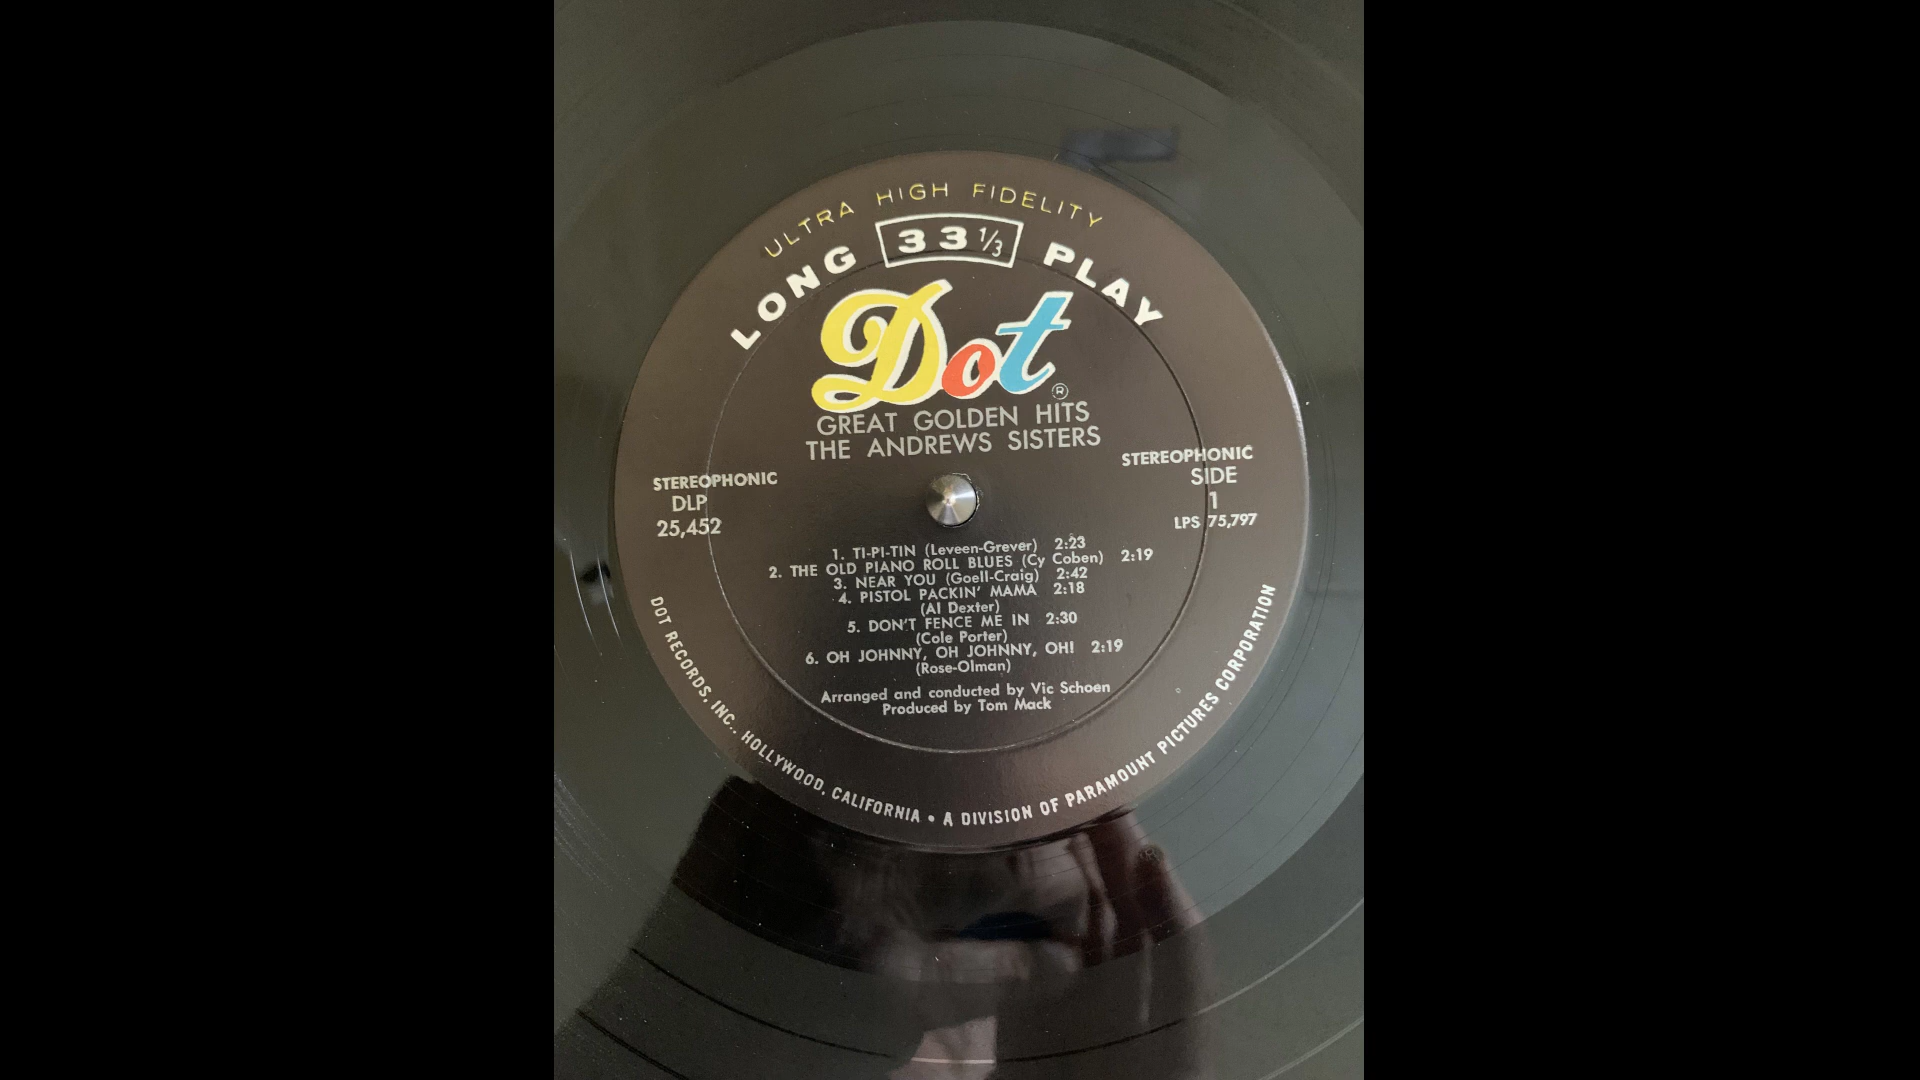 ULTRA HIGH FIDELITY
LONG 33 1/3 PLAY
Dot®
GREAT GOLDEN HITS
THE ANDREWS SISTERS
STEREOPHONIC
DLP
25,452
STEREOPHONIC
SIDE
1
LPS 75,797
1. TI-PI-TIN (Leveen-Grever) 2:23
2. THE OLD PIANO ROLL BLUES (Cy Coben) 2:19
3. NEAR YOU (Goell-Craig) 2:42
4. PISTOL PACKIN' MAMA 2:18
(Al Dexter)
5. DON'T FENCE ME IN 2:30
(Cole Porter)
6. OH JOHNNY, OH JOHNNY, OH! 2:19
(Rose-Olman)
Arranged and conducted by Vic Schoen
Produced by Tom Mack
DOT RECORDS, INC., HOLLYWOOD, CALIFORNIA • A DIVISION OF PARAMOUNT PICTURES CORPORATION